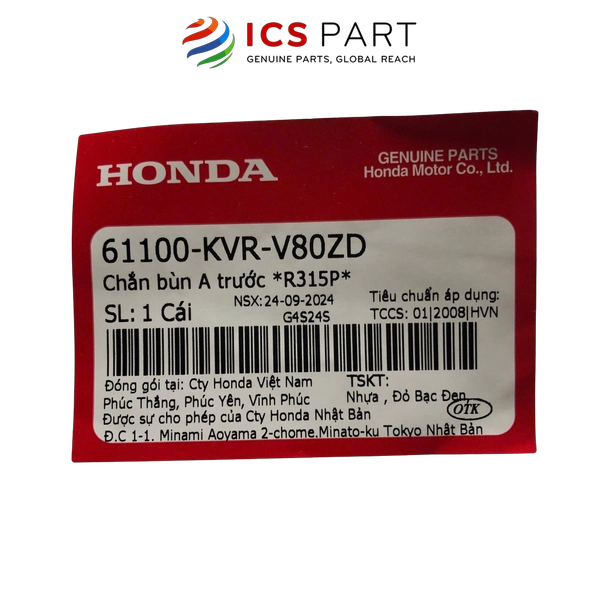 ICS PART
GENUINE PARTS, GLOBAL REACH
HONDA
GENUINE PARTS
Honda Motor Co., Ltd.
61100-KVR-V80ZD
Chắn bùn A trước *R315P*
SL: 1 Cái
NSX:24-09-2024
G4S24S
Tiêu chuẩn áp dụng:
TCCS: 01|2008|HVN
Đóng gói tại: Cty Honda Việt Nam
Phúc Thắng, Phúc Yên, Vĩnh Phúc
TSKT:
Nhựa , Đỏ Bạc Đen
OTK
Được sự cho phép của Cty Honda Nhật Bản
Đ.C 1-1. Minami Aoyama 2-chome.Minato-ku Tokyo Nhật Bản